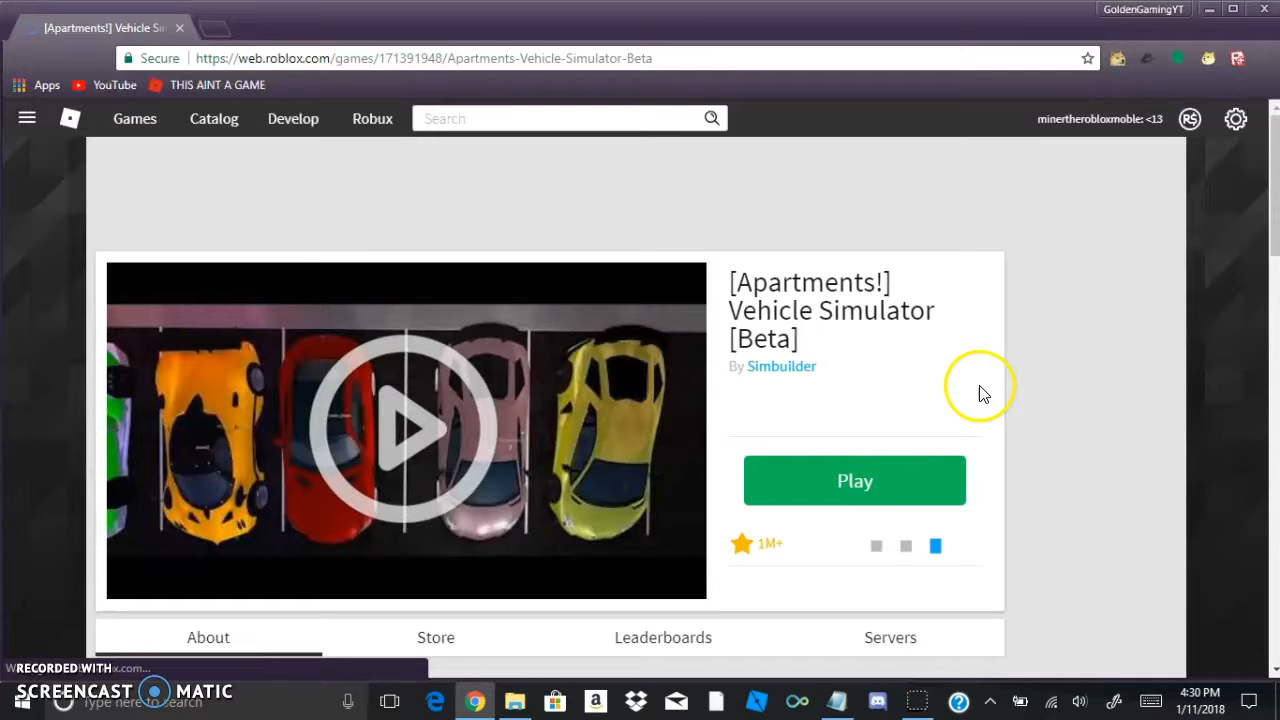 GoldenGamingYT
[Apartments!] Vehicle Sim
Secure
https://web.roblox.com/games/171391948/Apartments-Vehicle-Simulator-Beta
Apps
YouTube
THIS AINT A GAME
Games
Catalog
Develop
Robux
Search
minertherobloxmoble: <13
R$
[Apartments!]
Vehicle Simulator
[Beta]
By Simbuilder
Play
1M+
About
Store
Leaderboards
Servers
RECORDED WITH
SCREENCAST MATIC
Type here to search
4:30 PM
1/11/2018